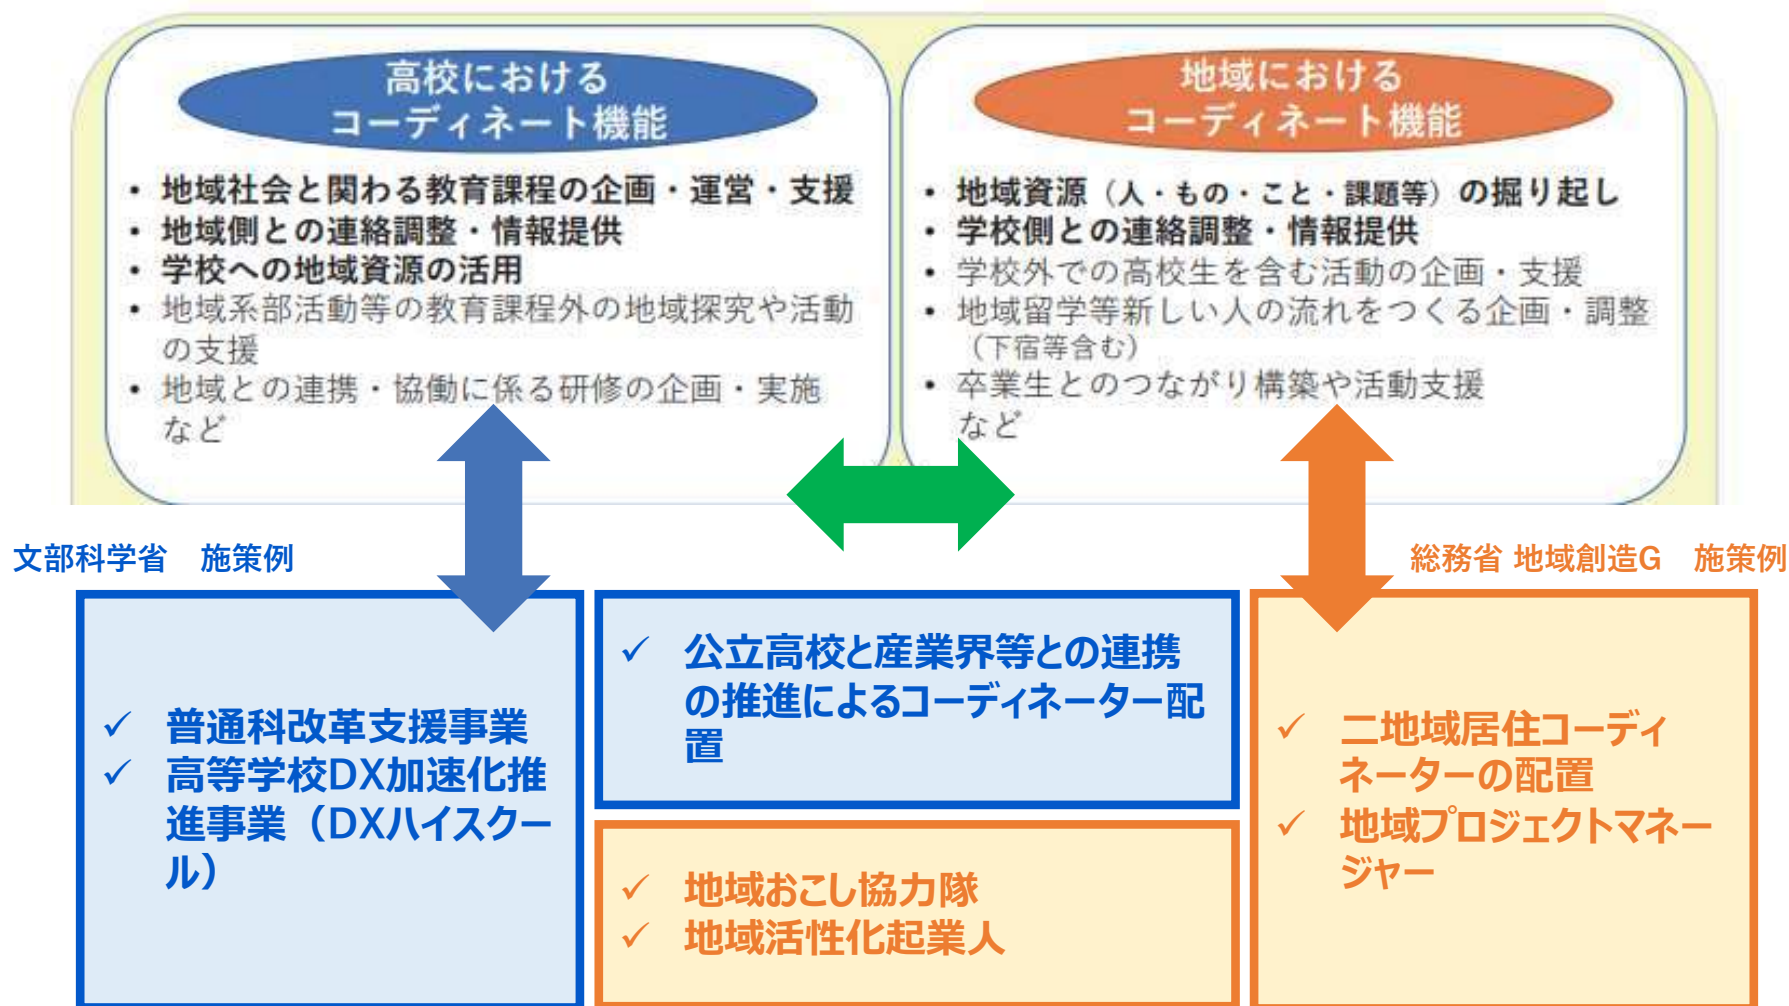 高校における
コーディネート機能
• 地域社会と関わる教育課程の企画・運営・支援
• 地域側との連絡調整・情報提供
• 学校への地域資源の活用
• 地域系部活動等の教育課程外の地域探究や活動
の支援
• 地域との連携・協働に係る研修の企画・実施
など
地域における
コーディネート機能
• 地域資源（人・もの・こと・課題等）の掘り起し
• 学校側との連絡調整・情報提供
• 学校外での高校生を含む活動の企画・支援
• 地域留学等新しい人の流れをつくる企画・調整
（下宿等含む）
• 卒業生とのつながり構築や活動支援
など
文部科学省　施策例
総務省 地域創造G　施策例
✓ 普通科改革支援事業
✓ 高等学校DX加速化推
進事業（DXハイスクー
ル）
✓ 公立高校と産業界等との連携
の推進によるコーディネーター配
置
✓ 地域おこし協力隊
✓ 地域活性化起業人
✓ 二地域居住コーディ
ネーターの配置
✓ 地域プロジェクトマネー
ジャー